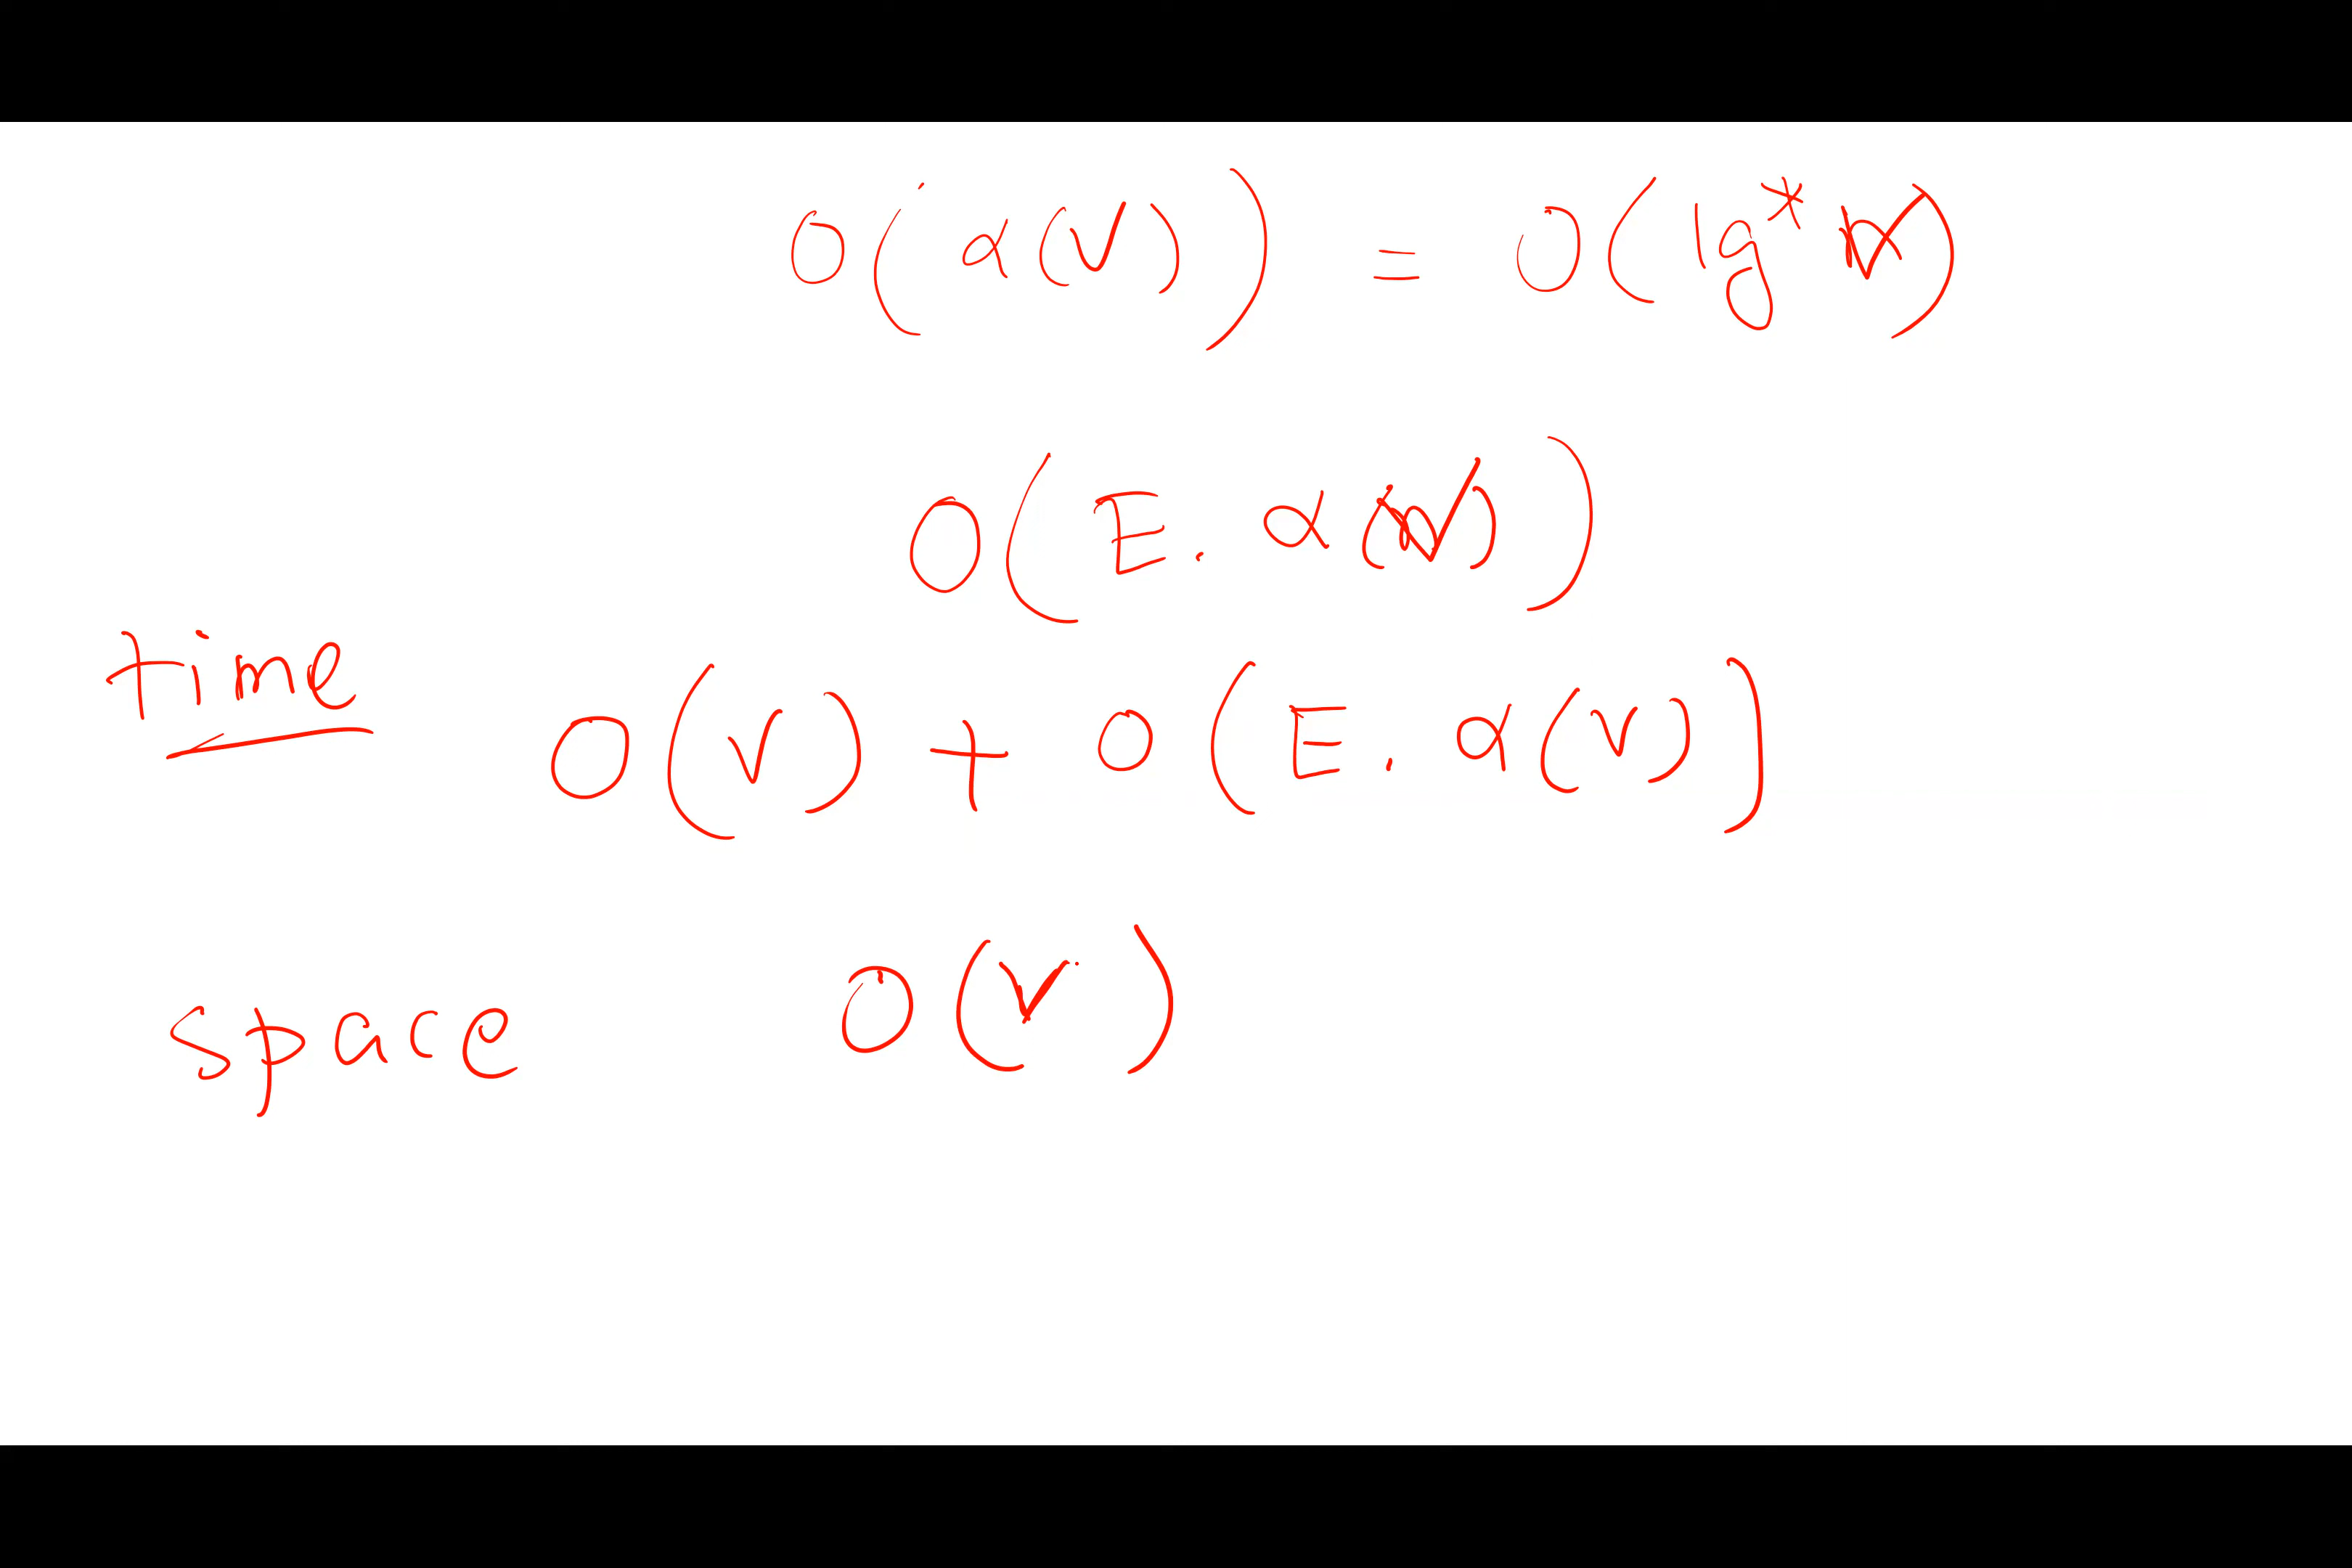 O( α(V) ) = O( lg* V )
O( E. α(V) )
time
O(V) + O( E. α(V) )
space O(V)